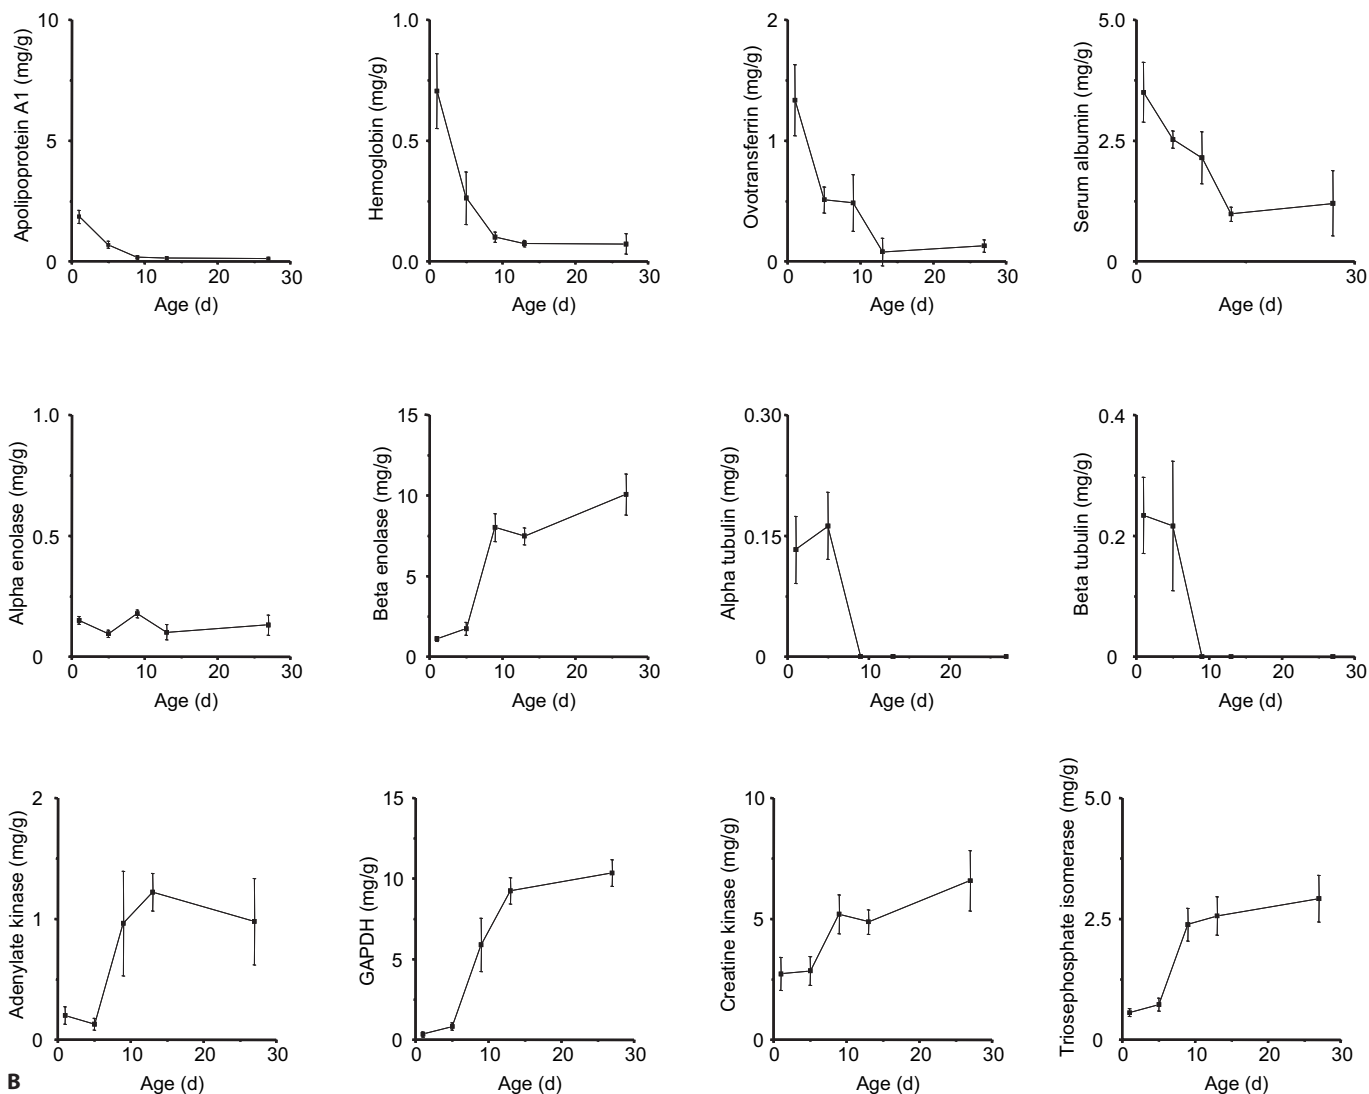 Apolipoprotein A1 (mg/g)
10
5
0
0 10 20 30
Age (d)
Hemoglobin (mg/g)
1.0
0.5
0.0
0 10 20 30
Age (d)
Ovotransferrin (mg/g)
2
1
0
0 10 20 30
Age (d)
Serum albumin (mg/g)
5.0
2.5
0
0 10 30
Age (d)
Alpha enolase (mg/g)
1.0
0.5
0
0 10 20 30
Age (d)
Beta enolase (mg/g)
15
10
5
0
0 10 20 30
Age (d)
Alpha tubulin (mg/g)
0.30
0.15
0
0 10 20
Age (d)
Beta tubulin (mg/g)
0.4
0.2
0
0 10 20 30
Age (d)
Adenylate kinase (mg/g)
2
1
0
0 10 20 30
Age (d)
GAPDH (mg/g)
15
10
5
0
0 10 20 30
Age (d)
Creatine kinase (mg/g)
10
5
0
0 10 20 30
Age (d)
Triosephosphate isomerase (mg/g)
5.0
2.5
0
0 10 20 30
Age (d)
B